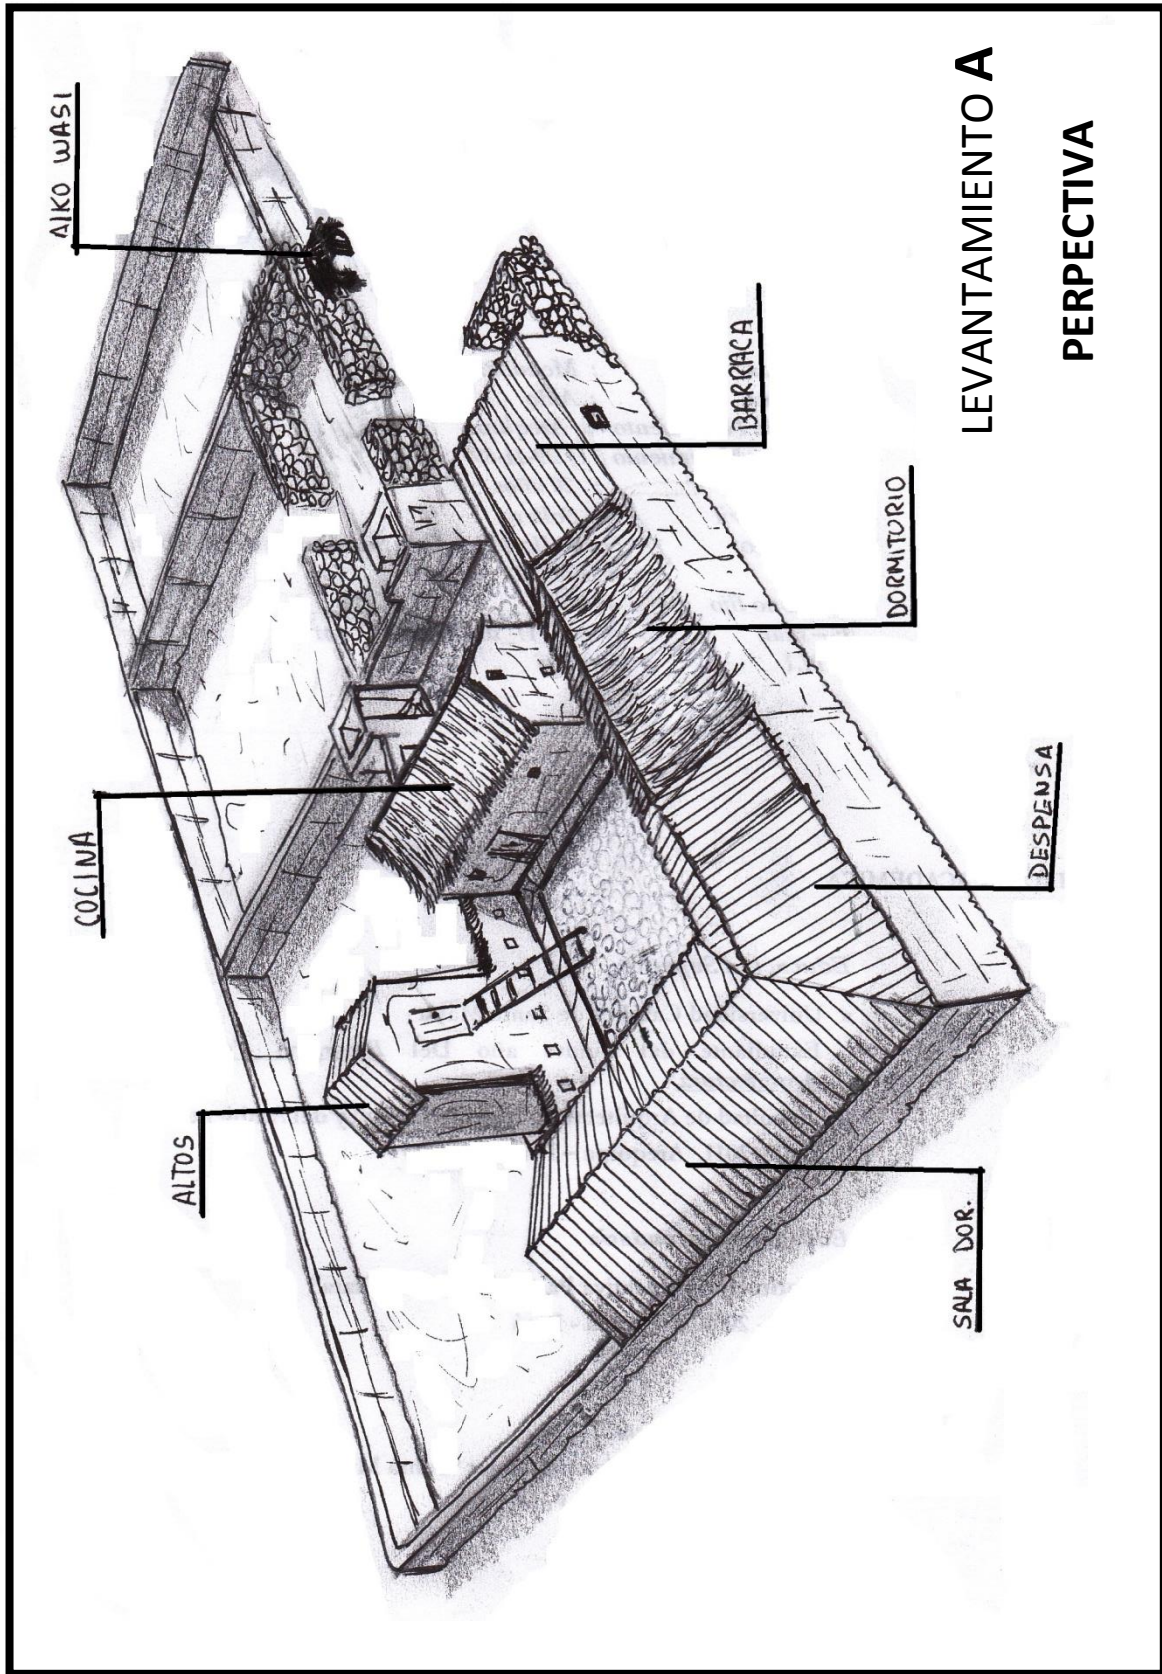 AIKO WASI
COCINA
ALTOS
BARRACA
DORMITORIO
SALA DOR.
DESPENSA
LEVANTAMIENTO A
PERPECTIVA